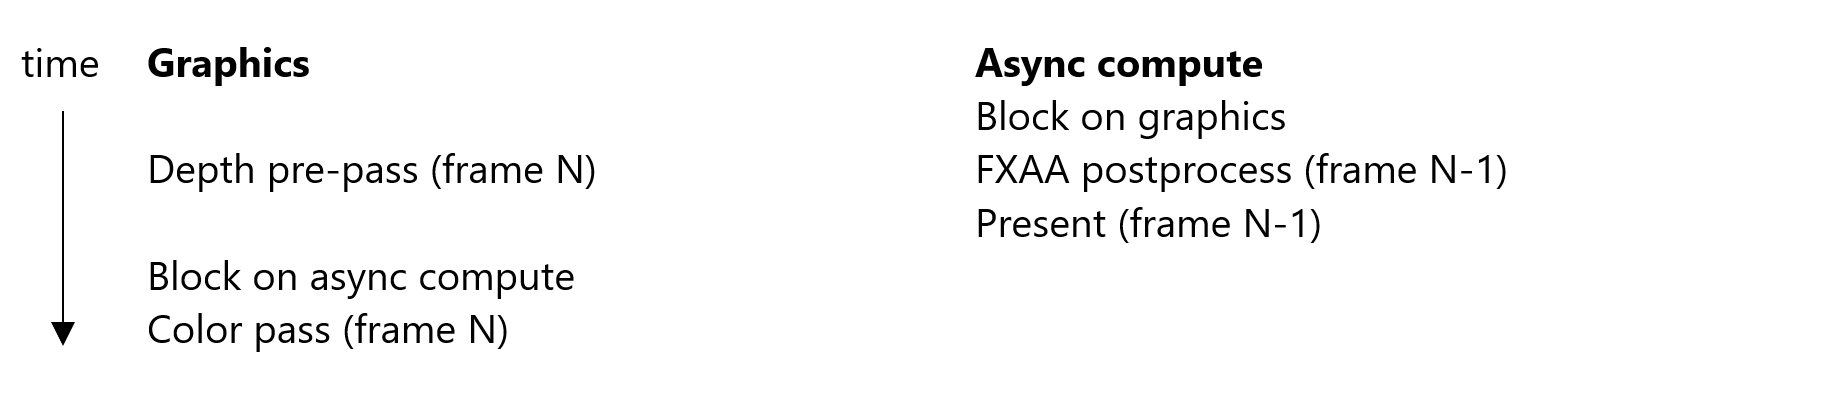 time Graphics Async compute
Block on graphics
Depth pre-pass (frame N) FXAA postprocess (frame N-1)
Present (frame N-1)
Block on async compute
Color pass (frame N)